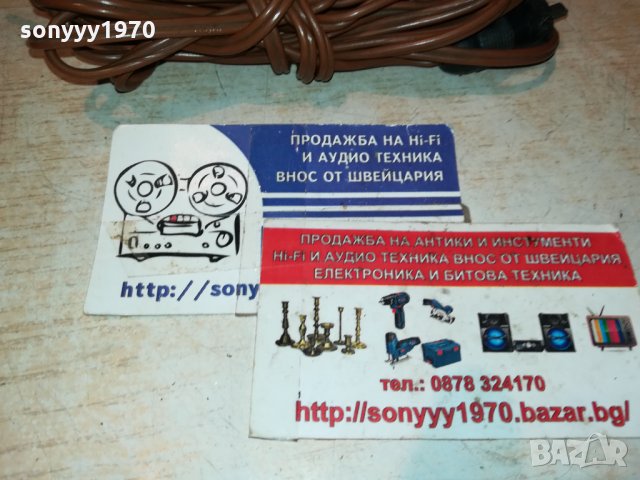 sonyyy1970
ПРОДАЖБА НА Hi-Fi
И АУДИО ТЕХНИКА
ВНОС ОТ ШВЕЙЦАРИЯ
http://sony
ПРОДАЖБА НА АНТИКИ И ИНСТУМЕНТИ
Hi-Fi И АУДИО ТЕХНИКА ВНОС ОТ ШВЕЙЦАРИЯ
ЕЛЕКТРОНИКА И БИТОВА ТЕХНИКА
тел.: 0878 324170
http://sonyyy1970.bazar.bg/
BAZAR